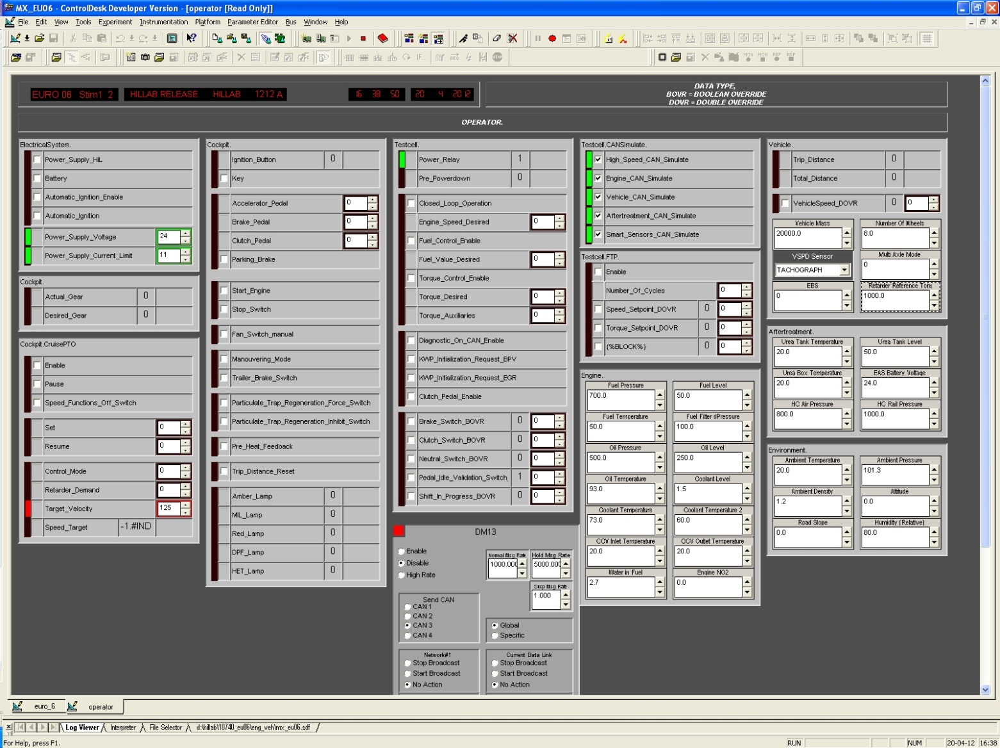 MX_EU06 - ControlDesk Developer Version - [operator [Read Only]]
File Edit View Tools Experiment Instrumentation Platform Parameter Editor Bus Window Help
EURO 06 Stim1 2 HILLAB RELEASE HILLAB 1212 A 16 38 50 20 4 2012
DATA TYPE,
BOVR = BOOLEAN OVERRIDE
DOVR = DOUBLE OVERRIDE
OPERATOR.
ElectricalSystem.
Power_Supply_HiL
Battery
Automatic_Ignition_Enable
Automatic_Ignition
Power_Supply_Voltage 24
Power_Supply_Current_Limit 11
Cockpit.
Actual_Gear 0
Desired_Gear 0
Cockpit.CruisePTO
Enable
Pause
Speed_Functions_Off_Switch
Set 0
Resume 0
Control_Mode 0
Retarder_Demand 0
Target_Velocity 125
Speed_Target -1.#IND
Cockpit.
Ignition_Button 0
Key
Accelerator_Pedal 0
Brake_Pedal 0
Clutch_Pedal 0
Parking_Brake
Start_Engine
Stop_Switch
Fan_Switch_manual
Manouvering_Mode
Trailer_Brake_Switch
Particulate_Trap_Regeneration_Force_Switch
Particulate_Trap_Regeneration_Inhibit_Switch
Pre_Heat_Feedback
Trip_Distance_Reset
Amber_Lamp 0
MIL_Lamp 0
Red_Lamp 0
DPF_Lamp 0
HET_Lamp 0
Testcell.
Power_Relay 1
Pre_Powerdown 0
Closed_Loop_Operation
Engine_Speed_Desired 0
Fuel_Control_Enable
Fuel_Value_Desired 0
Torque_Control_Enable
Torque_Desired 0
Torque_Auxiliaries 0
Diagnostic_On_CAN_Enable
KWP_Initialization_Request_BPV
KWP_Initialization_Request_EGR
Clutch_Pedal_Enable
Brake_Switch_BOVR 0 0
Clutch_Switch_BOVR 0 0
Neutral_Switch_BOVR 0 0
Pedal_Idle_Validation_Switch_ 1 0
Shift_In_Progress_BOVR 0 0
DM13
Enable
Disable
High Rate
Normal Msg Rate Hold Msg Rate
1000.000 5000.000
Susp Msg Rate
1.000
Send CAN
CAN 1
CAN 2
CAN 3
CAN 4
Global
Specific
Network#1
Stop Broadcast
Start Broadcast
No Action
Current Data Link
Stop Broadcast
Start Broadcast
No Action
Testcell.CANSimulate.
High_Speed_CAN_Simulate
Engine_CAN_Simulate
Vehicle_CAN_Simulate
Aftertreatment_CAN_Simulate
Smart_Sensors_CAN_Simulate
Testcell.FTP.
Enable
Number_Of_Cycles 0
Speed_Setpoint_DOVR 0 0
Torque_Setpoint_DOVR 0 0
{%BLOCK%} 0 0
Engine.
Fuel Pressure Fuel Level
700.0 50.0
Fuel Temperature Fuel Filter dPressure
50.0 100.0
Oil Pressure Oil Level
500.0 250.0
Oil Temperature Coolant Level
93.0 1.5
Coolant Temperature Coolant Temperature 2
73.0 60.0
CCV Inlet Temperature CCV Outlet Temperature
20.0 20.0
Water in Fuel Engine NO2
2.7 0.0
Vehicle.
Trip_Distance 0
Total_Distance 0
VehicleSpeed_DOVR 0 0
Vehicle Mass Number Of Wheels
20000.0 8.0
VSPD Sensor Multi Axle Mode
TACHOGRAPH 0
EBS Retarder Reference Torq
0 1000.0
Aftertreatment.
Urea Tank Temperature Urea Tank Level
20.0 50.0
Urea Box Temperature EAS Battery Voltage
20.0 24.0
HC Air Pressure HC Rail Pressure
800.0 1000.0
Environment.
Ambient Temperature Ambient Pressure
20.0 101.3
Ambient Density Altitude
1.2 0.0
Road Slope Humidity (Relative)
0.0 80.0
euro_6 operator
Log Viewer Interpreter File Selector d:\hillab\10740_eu06\eng_veh\mx_eu06.sdf
For Help, press F1. RUN NUM 20-04-12 16:38